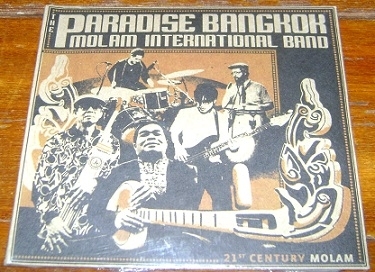 THE PARADISE BANGKOK
MOLAM INTERNATIONAL BAND
21ST CENTURY MOLAM